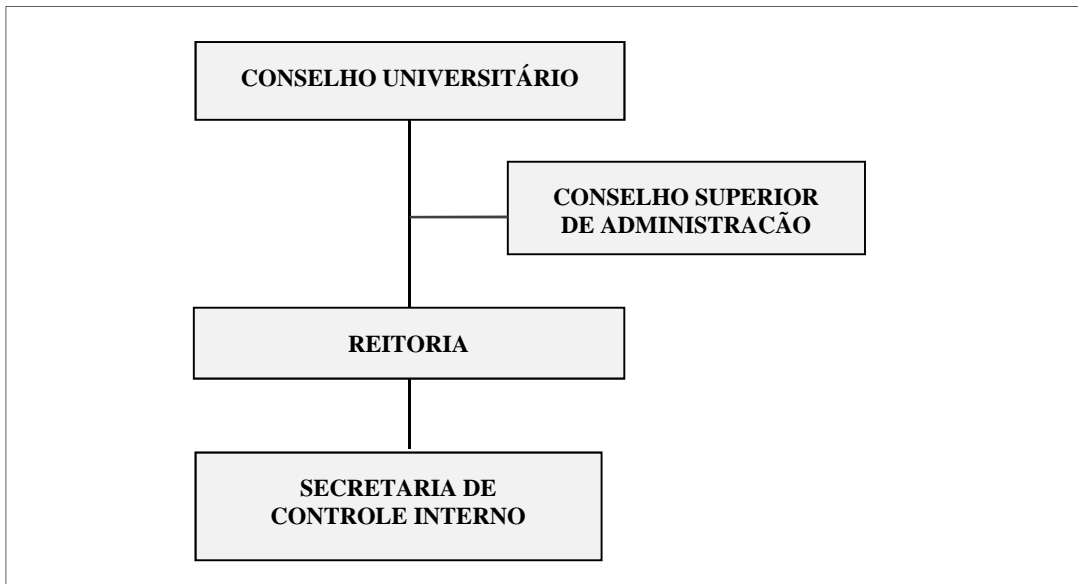 CONSELHO UNIVERSITÁRIO
CONSELHO SUPERIOR
DE ADMINISTRACÃO
REITORIA
SECRETARIA DE
CONTROLE INTERNO